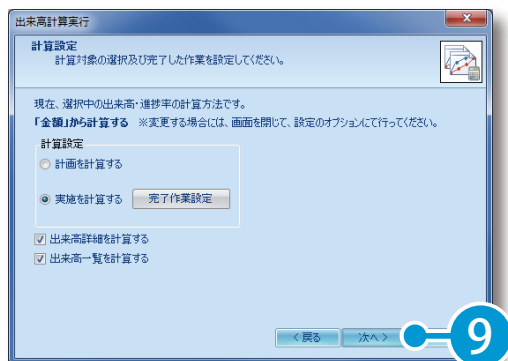 出来高計算実行
計算設定
計算対象の選択及び完了した作業を設定してください。
現在、選択中の出来高・進捗率の計算方法です。
「金額」から計算する ※変更する場合には、画面を閉じて、設定のオプションにて行ってください。
計算設定
計画を計算する
実施を計算する 完了作業設定
出来高詳細を計算する
出来高一覧を計算する
<戻る 次へ> 9